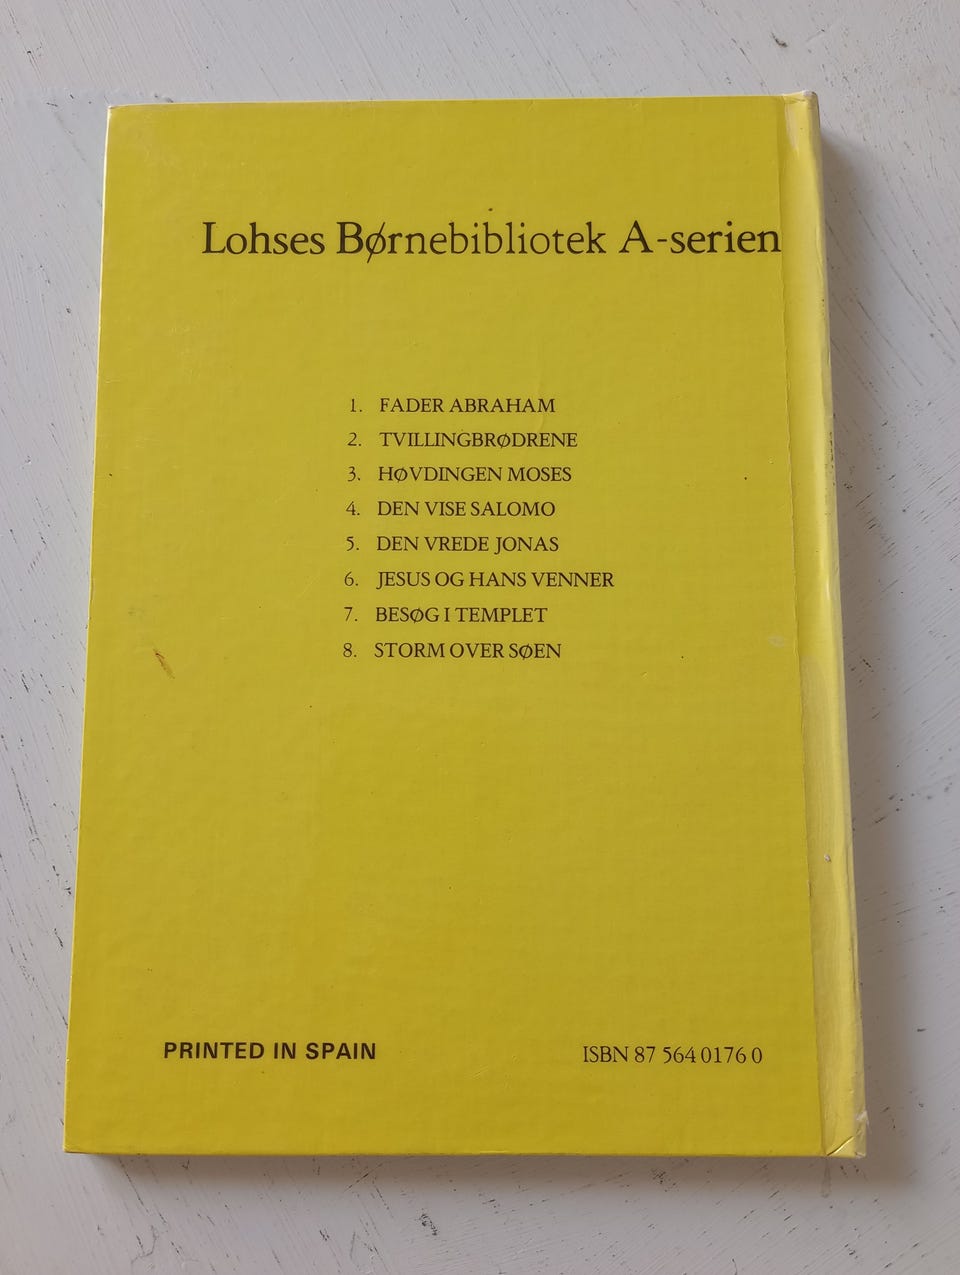 Lohses Børnebibliotek A-serien
1. FADER ABRAHAM
2. TVILLINGBRØDRENE
3. HØVDINGEN MOSES
4. DEN VISE SALOMO
5. DEN VREDE JONAS
6. JESUS OG HANS VENNER
7. BESØG I TEMPLET
8. STORM OVER SØEN
PRINTED IN SPAIN
ISBN 87 564 0176 0